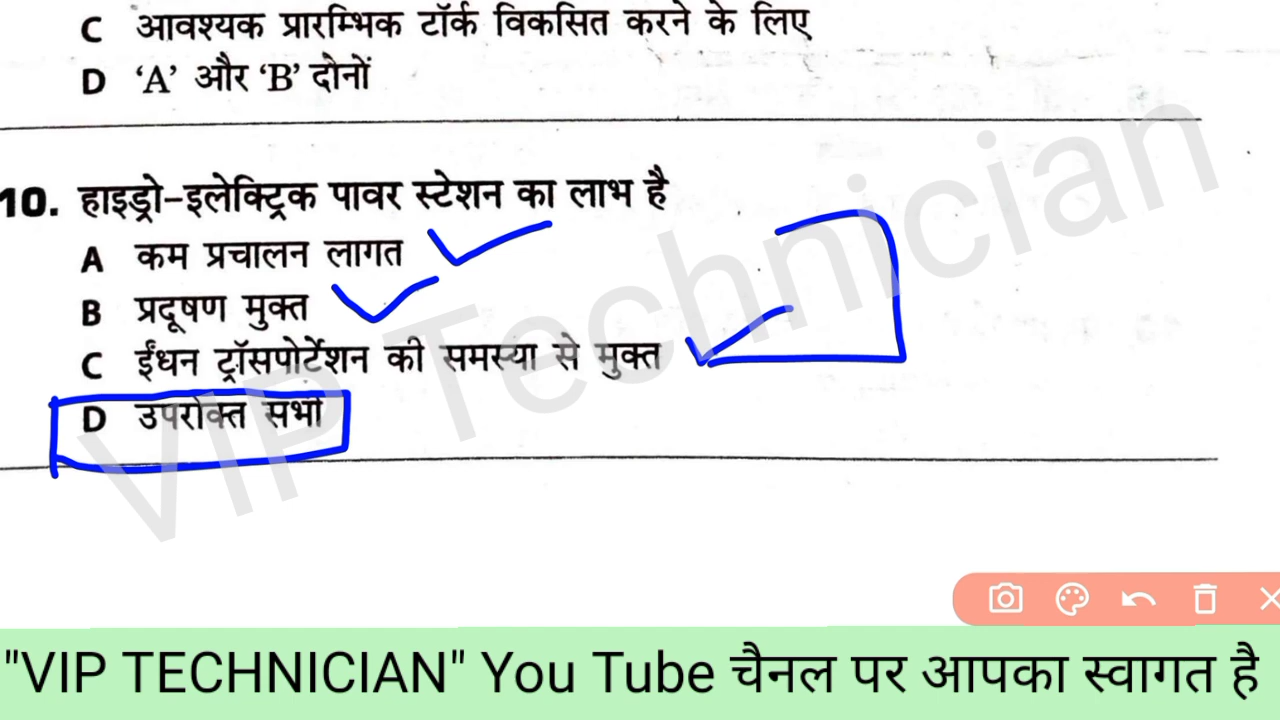 C आवश्यक प्रारम्भिक टॉर्क विकसित करने के लिए
D ‘A’ और ‘B’ दोनों
10. हाइड्रो-इलेक्ट्रिक पावर स्टेशन का लाभ है
A कम प्रचालन लागत
B प्रदूषण मुक्त
C ईंधन ट्रॉसपोर्टेशन की समस्या से मुक्त
D उपरोक्त सभी
VIP Technician
"VIP TECHNICIAN" You Tube चैनल पर आपका स्वागत है